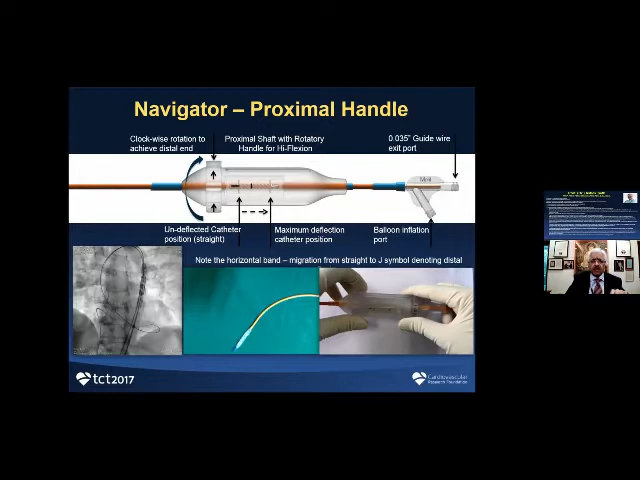 Navigator – Proximal Handle
Clock-wise rotation to
achieve distal end
Proximal Shaft with Rotatory
Handle for Hi-Flexion
0.035" Guide wire
exit port
Un-deflected Catheter
position (straight)
Maximum deflection
catheter position
Balloon inflation
port
Note the horizontal band – migration from straight to J symbol denoting distal
tct2017
Cardiovascular
Research Foundation